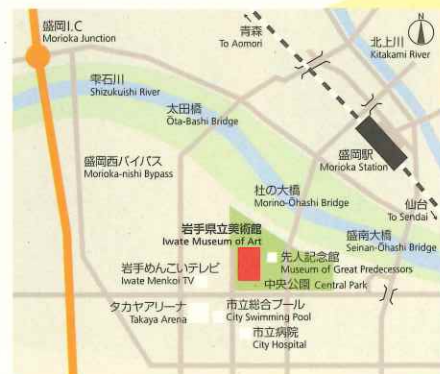 盛岡I.C
Morioka Junction
青森
To Aomori
N
北上川
Kitakami River
雫石川
Shizukuishi River
太田橋
Ōta-Bashi Bridge
盛岡駅
Morioka Station
盛岡西バイパス
Morioka-nishi Bypass
杜の大橋
Morino-Ōhashi Bridge
仙台
To Sendai
盛南大橋
Seinan-Ōhashi Bridge
岩手県立美術館
Iwate Museum of Art
先人記念館
Museum of Great Predecessors
岩手めんこいテレビ
Iwate Menkoi TV
中央公園 Central Park
タカヤアリーナ
Takaya Arena
市立総合プール
City Swimming Pool
市立病院
City Hospital